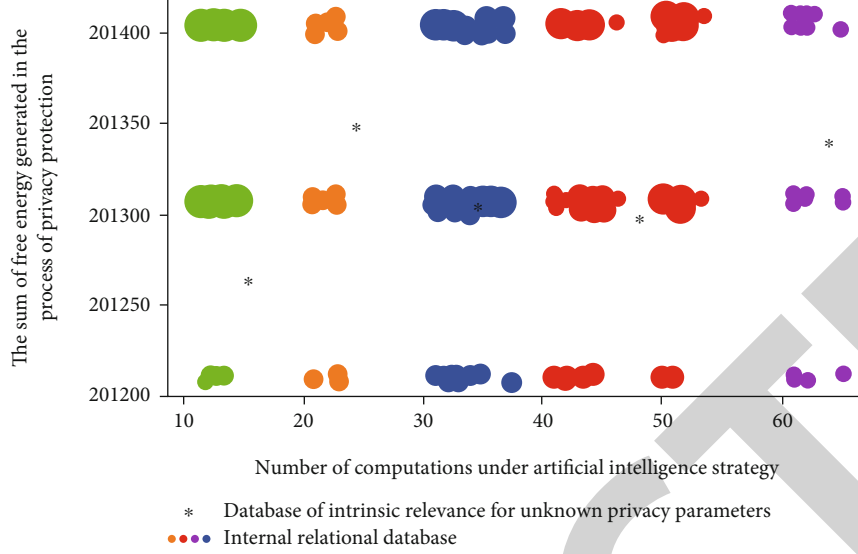 The sum of free energy generated in the
process of privacy protection
201400
201350
201300
201250
201200
10 20 30 40 50 60
Number of computations under artificial intelligence strategy
* Database of intrinsic relevance for unknown privacy parameters
Internal relational database